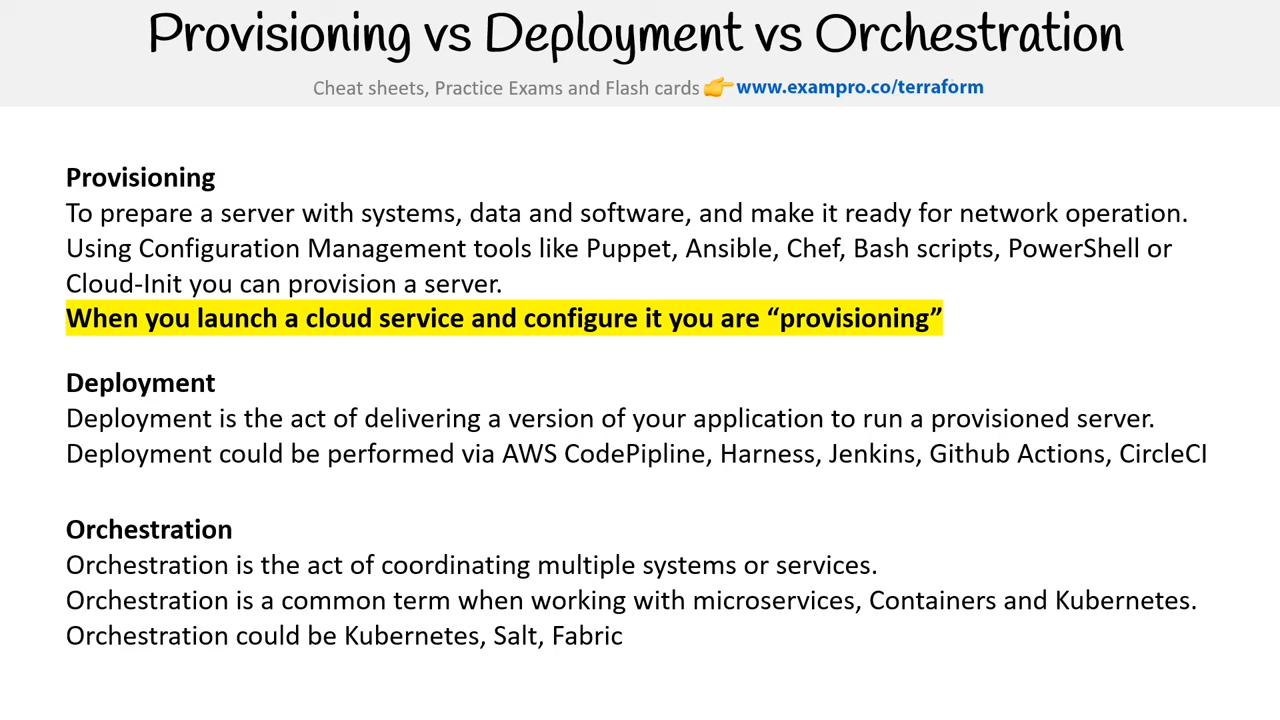 Provisioning vs Deployment vs Orchestration
Cheat sheets, Practice Exams and Flash cards 👉 www.exampro.co/terraform
Provisioning
To prepare a server with systems, data and software, and make it ready for network operation.
Using Configuration Management tools like Puppet, Ansible, Chef, Bash scripts, PowerShell or
Cloud-Init you can provision a server.
When you launch a cloud service and configure it you are “provisioning”
Deployment
Deployment is the act of delivering a version of your application to run a provisioned server.
Deployment could be performed via AWS CodePipline, Harness, Jenkins, Github Actions, CircleCI
Orchestration
Orchestration is the act of coordinating multiple systems or services.
Orchestration is a common term when working with microservices, Containers and Kubernetes.
Orchestration could be Kubernetes, Salt, Fabric